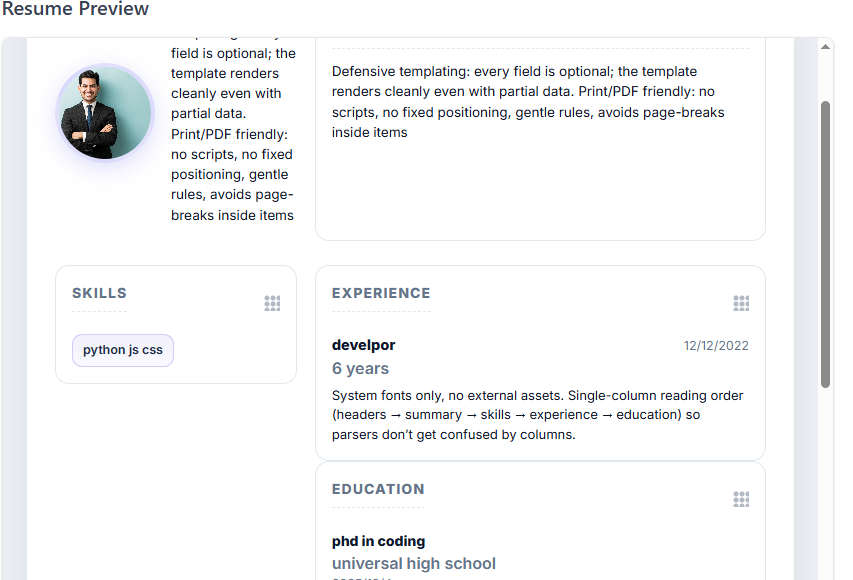 Resume Preview
field is optional; the
template renders
cleanly even with
partial data.
Print/PDF friendly:
no scripts, no fixed
positioning, gentle
rules, avoids page-
breaks inside items
Defensive templating: every field is optional; the template
renders cleanly even with partial data. Print/PDF friendly: no
scripts, no fixed positioning, gentle rules, avoids page-breaks
inside items
SKILLS
python js css
EXPERIENCE
develpor
12/12/2022
6 years
System fonts only, no external assets. Single-column reading order
(headers → summary → skills → experience → education) so
parsers don’t get confused by columns.
EDUCATION
phd in coding
universal high school